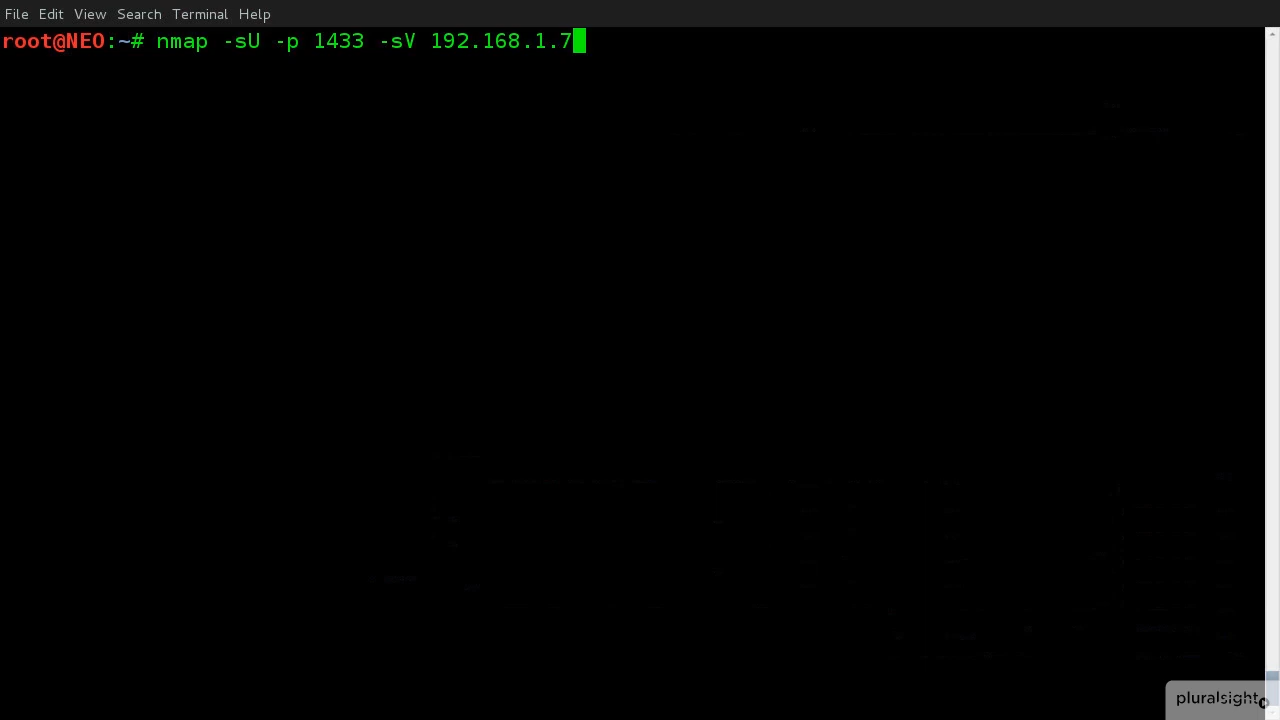 File Edit View Search Terminal Help
root@NEO:~# nmap -sU -p 1433 -sV 192.168.1.7
pluralsight